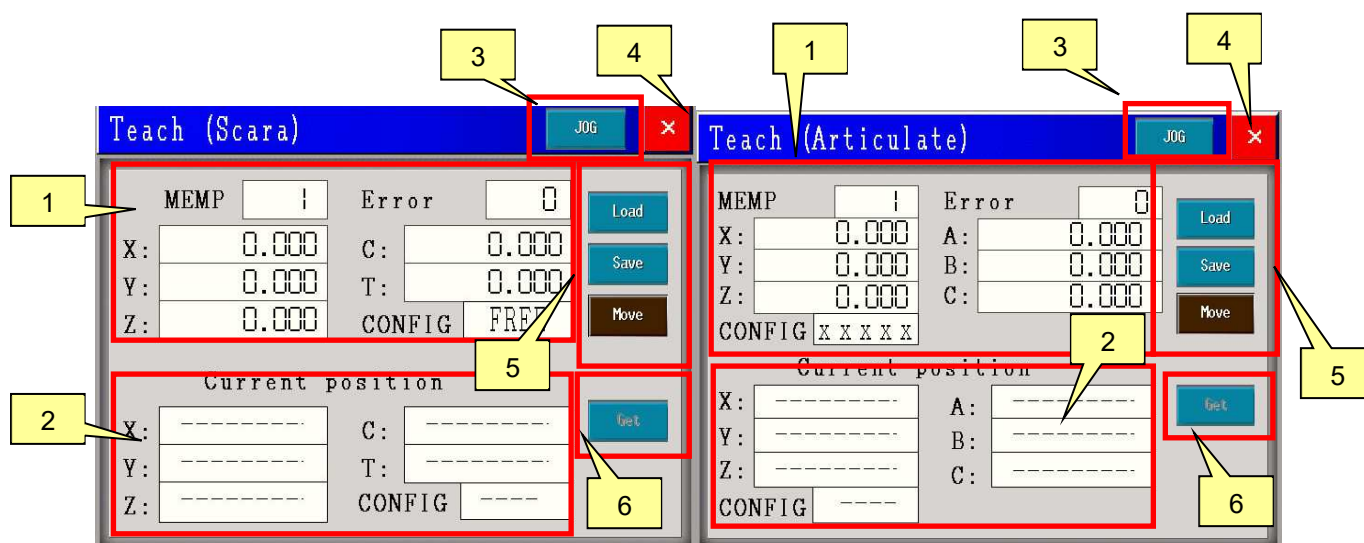 3
4
Teach (Scara)
JOG
×
1
MEMP 1 Error 0
X: 0.000 C: 0.000
Y: 0.000 T: 0.000
Z: 0.000 CONFIG FREE
Load
Save
Move
5
Current position
2
X: -------- C: --------
Y: -------- T: --------
Z: -------- CONFIG ----
Get
6
1
3
4
Teach (Articulate)
JOG
×
MEMP 1 Error 0
X: 0.000 A: 0.000
Y: 0.000 B: 0.000
Z: 0.000 C: 0.000
CONFIG X X X X X
Load
Save
Move
5
2
Current position
X: -------- A: --------
Y: -------- B: --------
Z: -------- C: --------
CONFIG ----
Get
6